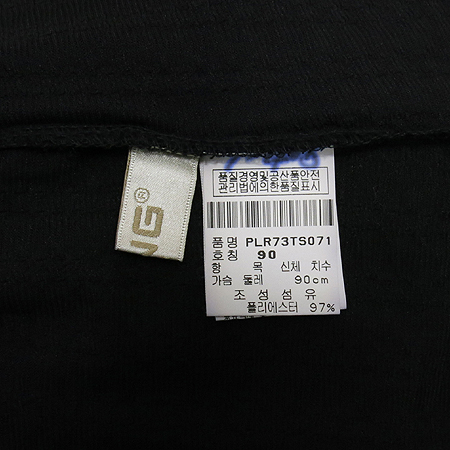 NG®
품질경영및공산품안전
관리법에의한품질표시
품 명 PLR73TS071
호칭 90
항 목 신체 치수
가슴 둘레 90cm
조성섬유
폴리에스터 97%